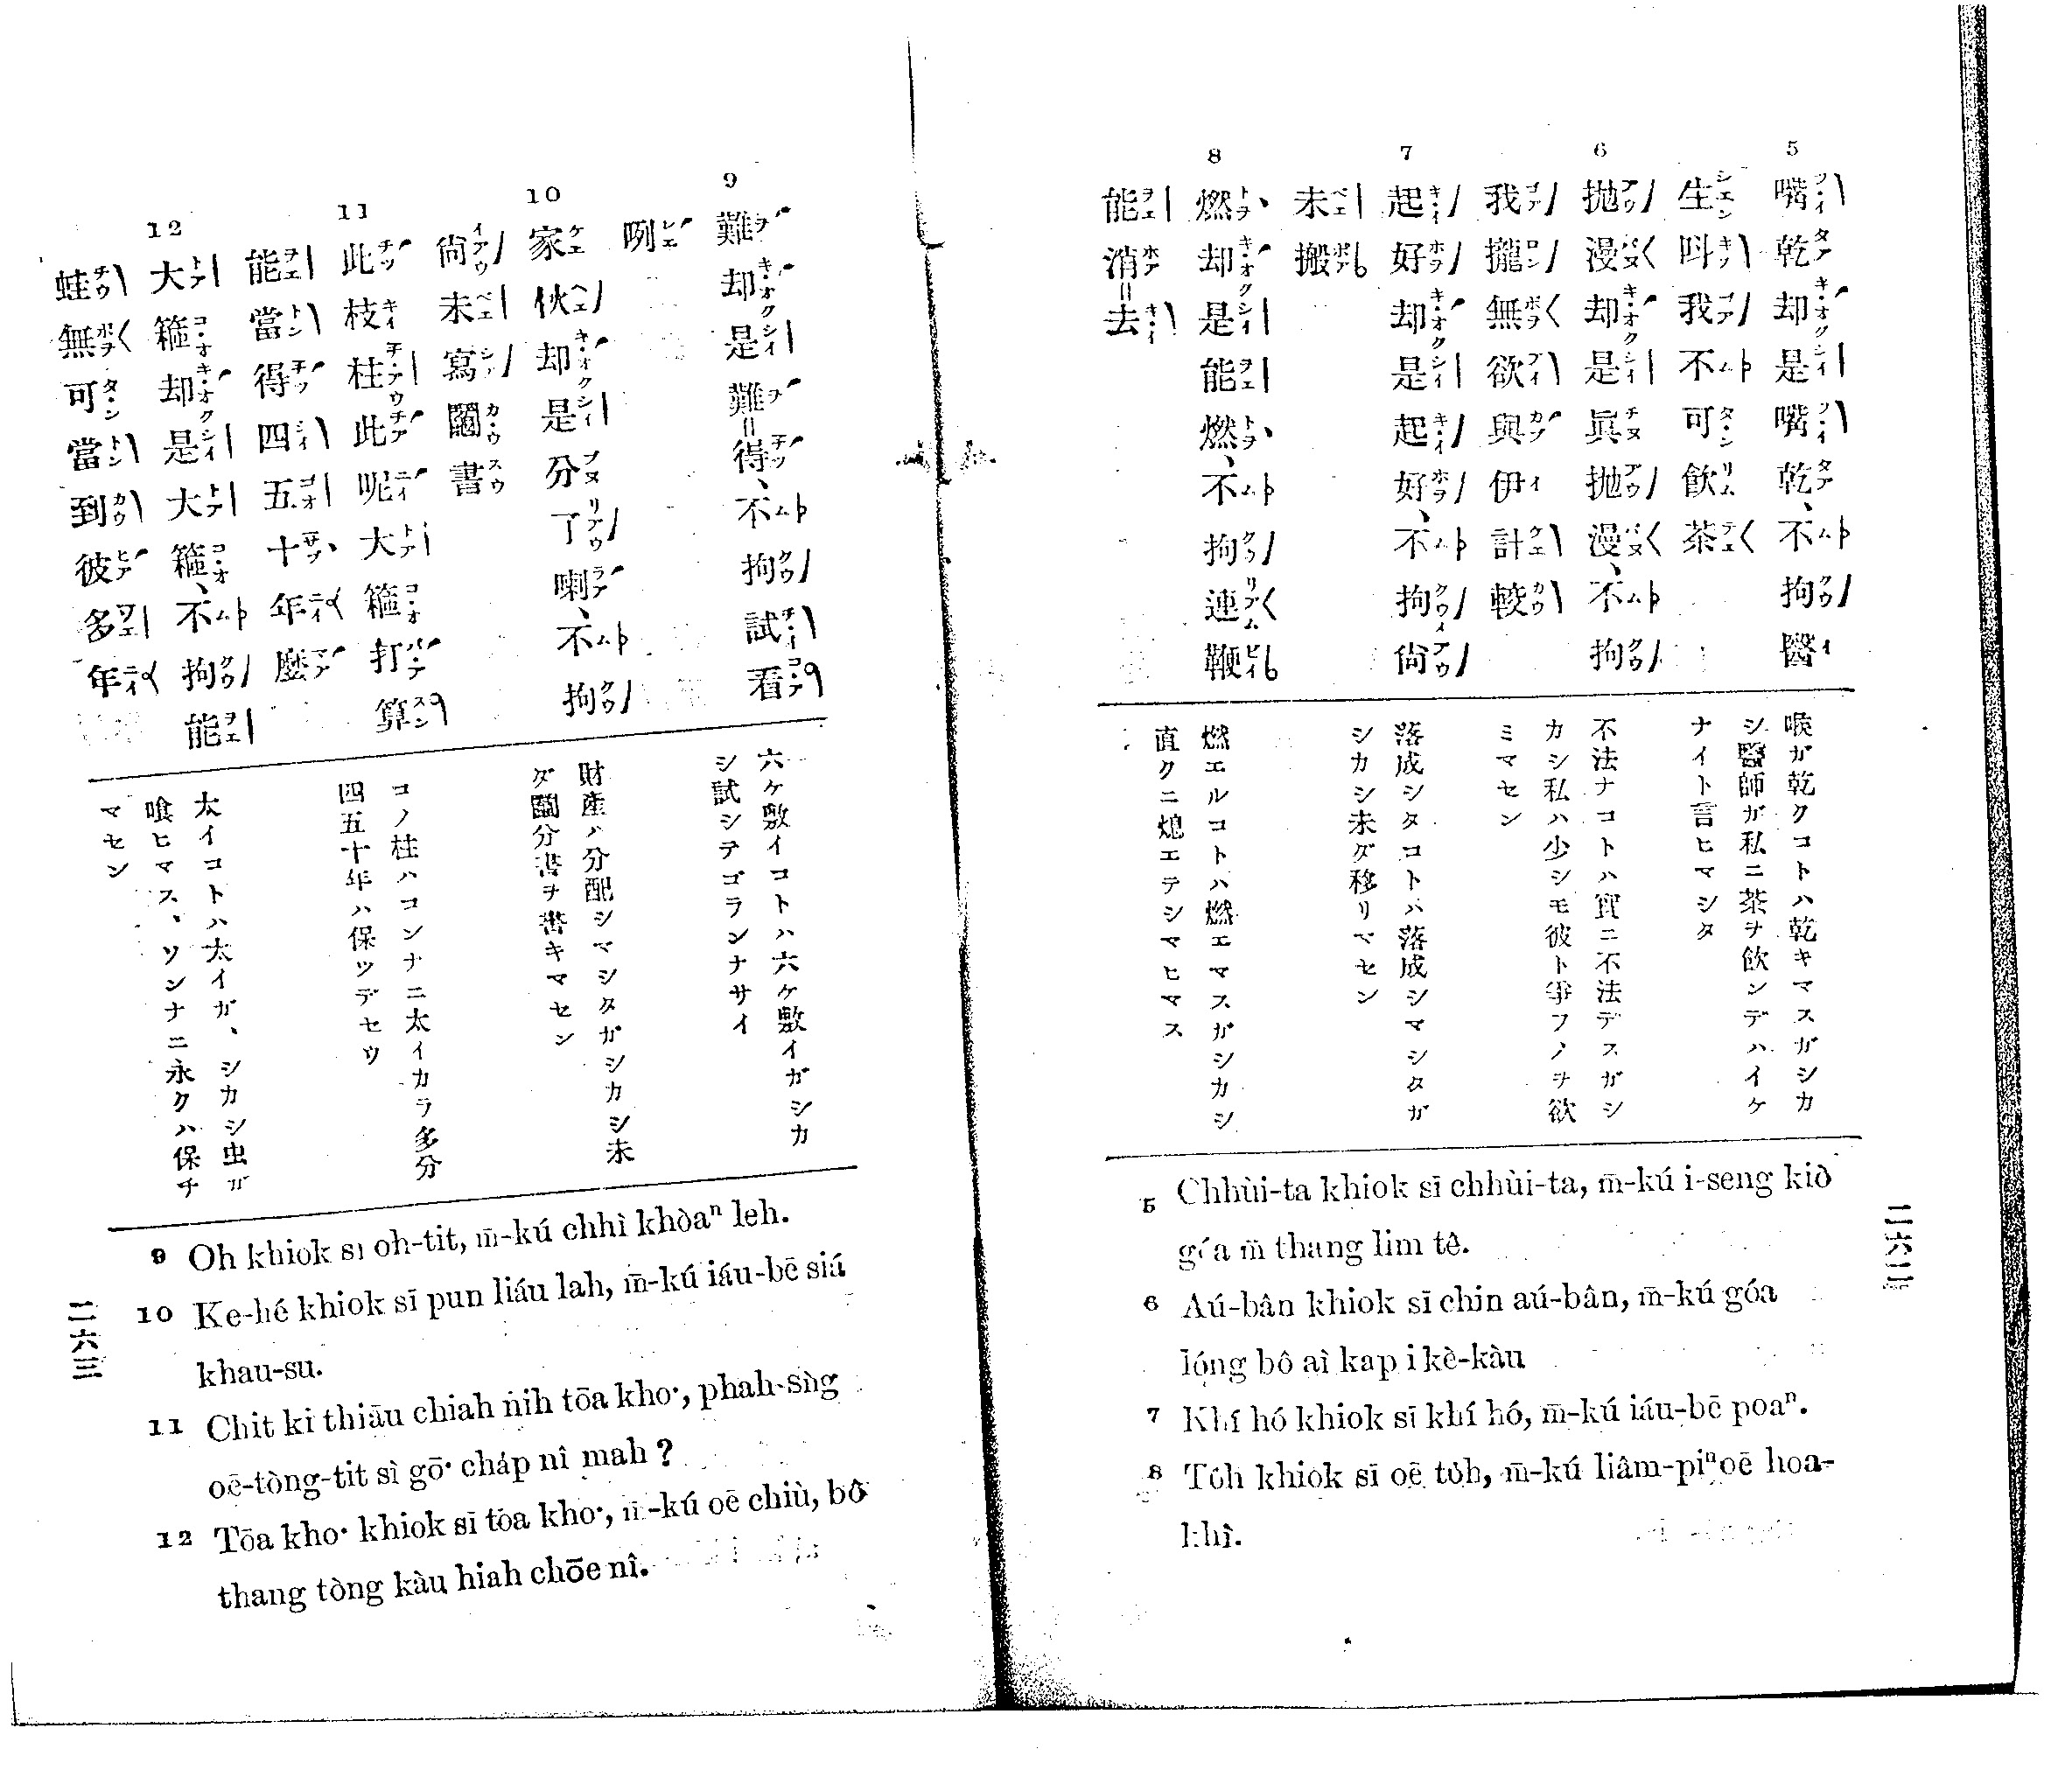 5 嘴乾却是嘴乾、不拘醫
生呌我不可飲茶
6 拋漫却是眞拋漫、不拘
我攏無欲與伊計較
7 起好却是起好、不拘尙
未搬
8 燃却是能燃、不拘連鞭
能消=去
喉ガ乾クコトハ乾キマスガシカ
シ醫師ガ私ニ茶ヲ飲ンデハイケ
ナイト言ヒマシタ
不法ナコトハ實ニ不法デスガシ
カシ私ハ少シモ彼ト爭フノヲ欲
ミマセン
落成シタコトハ落成シマシタガ
シカシ未ダ移リマセン
燃エルコトハ燃エマスガシカシ
直クニ熄エテシマヒマス
5 Chhùi-ta khiok sī chhùi-ta, m̄-kú i-seng kiò
góa m̄ thang lim tê.
6 Aú-bân khiok sī chin aú-bân, m̄-kú góa
lóng bô aì kap i kè-kàu
7 Khí hó khiok sī khí hó, m̄-kú iáu-bē poaⁿ.
8 To̍h khiok sī oē to̍h, m̄-kú liâm-piⁿ oē hoa-
khì.
二六二
9 難却是難=得、不拘試看
咧
10 家伙却是分了喇、不拘
尙未寫鬮書
11 此枝柱此呢大箍打算
能當得四五十年麽
12 大箍却是大箍、不拘能
蛀無可當到彼多年
六ケ敷イコトハ六ケ敷イガシカ
シ試シテゴランナサイ
財產ハ分配シマシタガシカシ未
ダ鬮分書ヲ書キマセン
コノ柱ハコンナニ太イカラ多分
四五十年ハ保ツデセウ
太イコトハ太イガ、シカシ虫ガ
喰ヒマス、ソンナニ永クハ保チ
マセン
9 Oh khiok sī oh-tit, m̄-kú chhì khòaⁿ leh.
10 Ke-hé khiok sī pun liáu lah, m̄-kú iáu-bē siá
khau-su.
11 Chit ki thiāu chiah nih tōa kho͘, phah-sǹg
oē-tòng-tit sì gō͘ cha̍p nî mah ?
12 Tōa kho͘ khiok sī tōa kho͘, m̄-kú oē chiù, bô
thang tòng kàu hiah chōe nî.
二六三